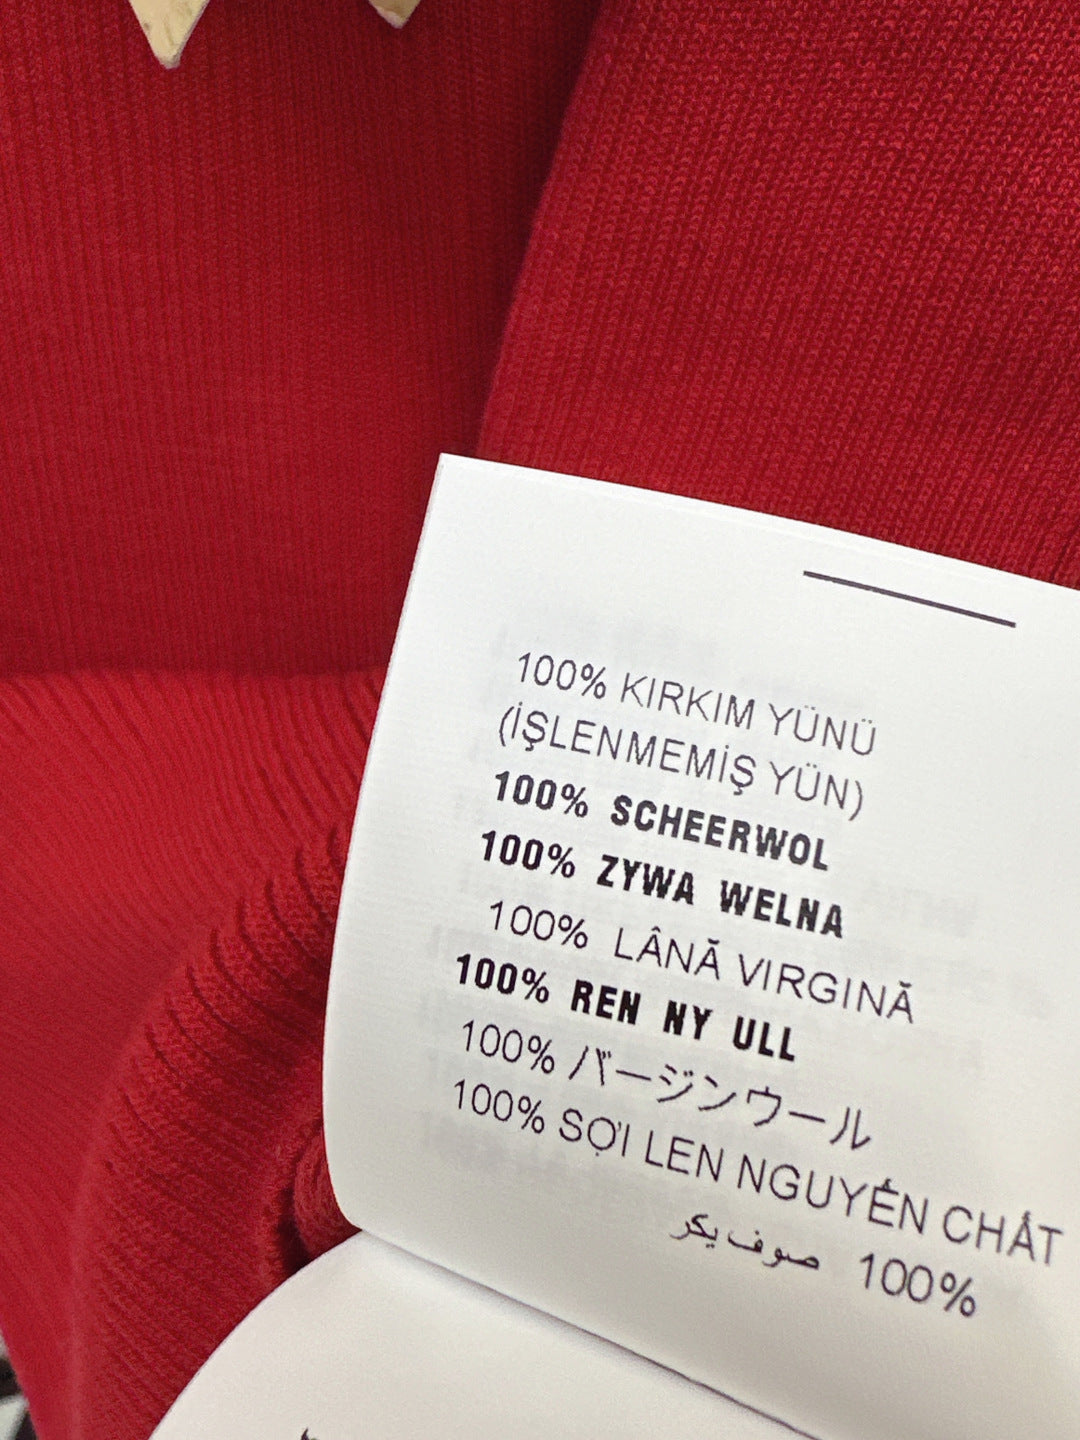 100% KIRKIM YÜNÜ
(İŞLENMEMİŞ YÜN)
100% SCHEERWOL
100% ZYWA WELNA
100% LÂNĂ VIRGINĂ
100% REN NY ULL
100% バージンウール
100% SỢI LEN NGUYÊN CHẤT
100% صوف بكر